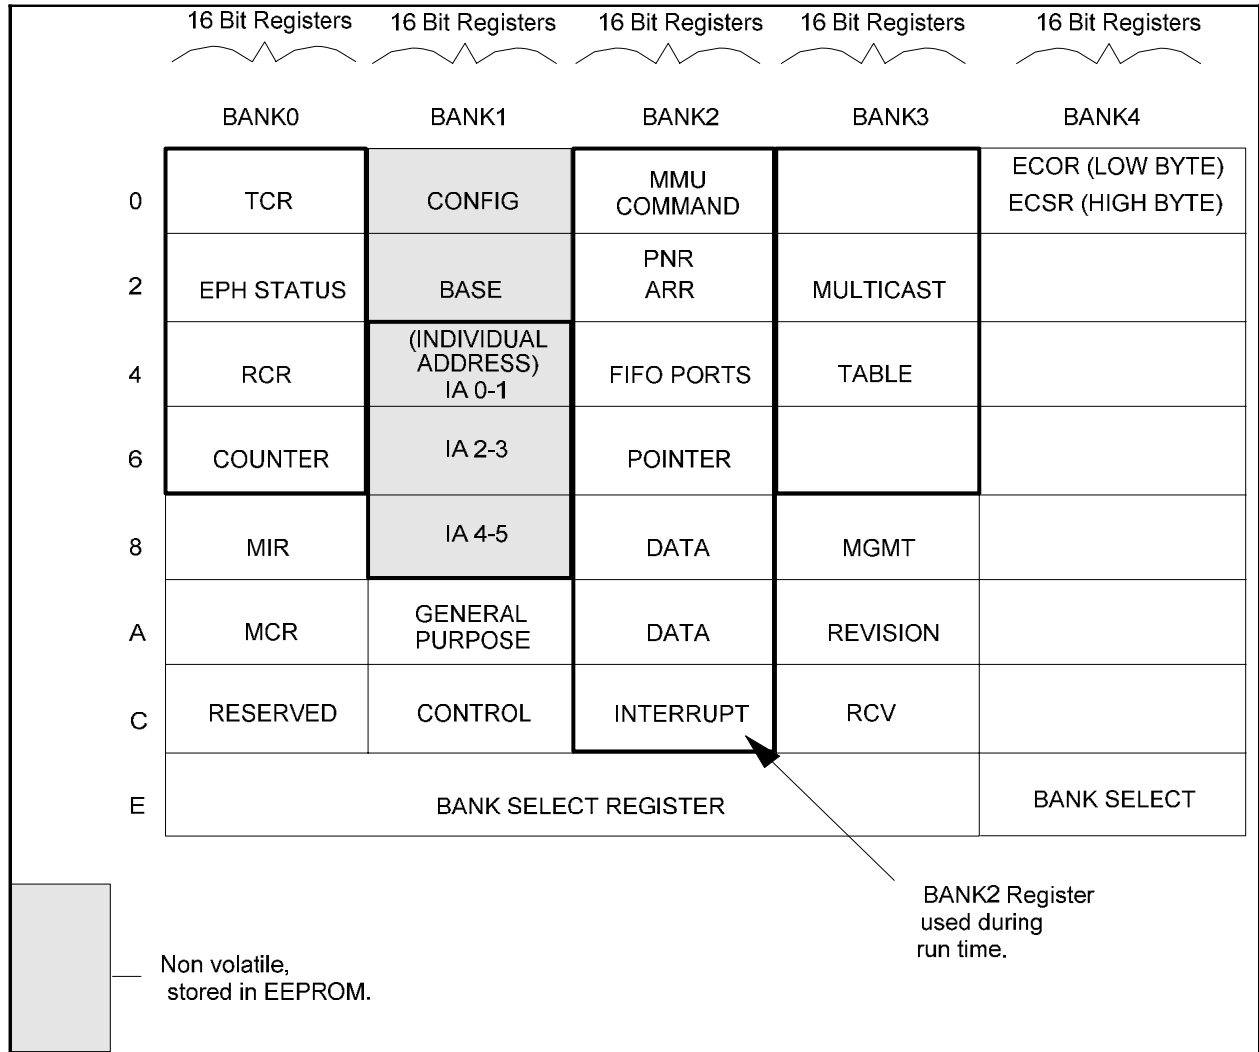 16 Bit Registers 16 Bit Registers 16 Bit Registers 16 Bit Registers 16 Bit Registers
BANK0 BANK1 BANK2 BANK3 BANK4
0 TCR CONFIG MMU COMMAND ECOR (LOW BYTE) ECSR (HIGH BYTE)
2 EPH STATUS BASE PNR ARR MULTICAST
4 RCR (INDIVIDUAL ADDRESS) IA 0-1 FIFO PORTS TABLE
6 COUNTER IA 2-3 POINTER
8 MIR IA 4-5 DATA MGMT
A MCR GENERAL PURPOSE DATA REVISION
C RESERVED CONTROL INTERRUPT RCV
E BANK SELECT REGISTER BANK SELECT
BANK2 Register
used during
run time.
Non volatile,
stored in EEPROM.